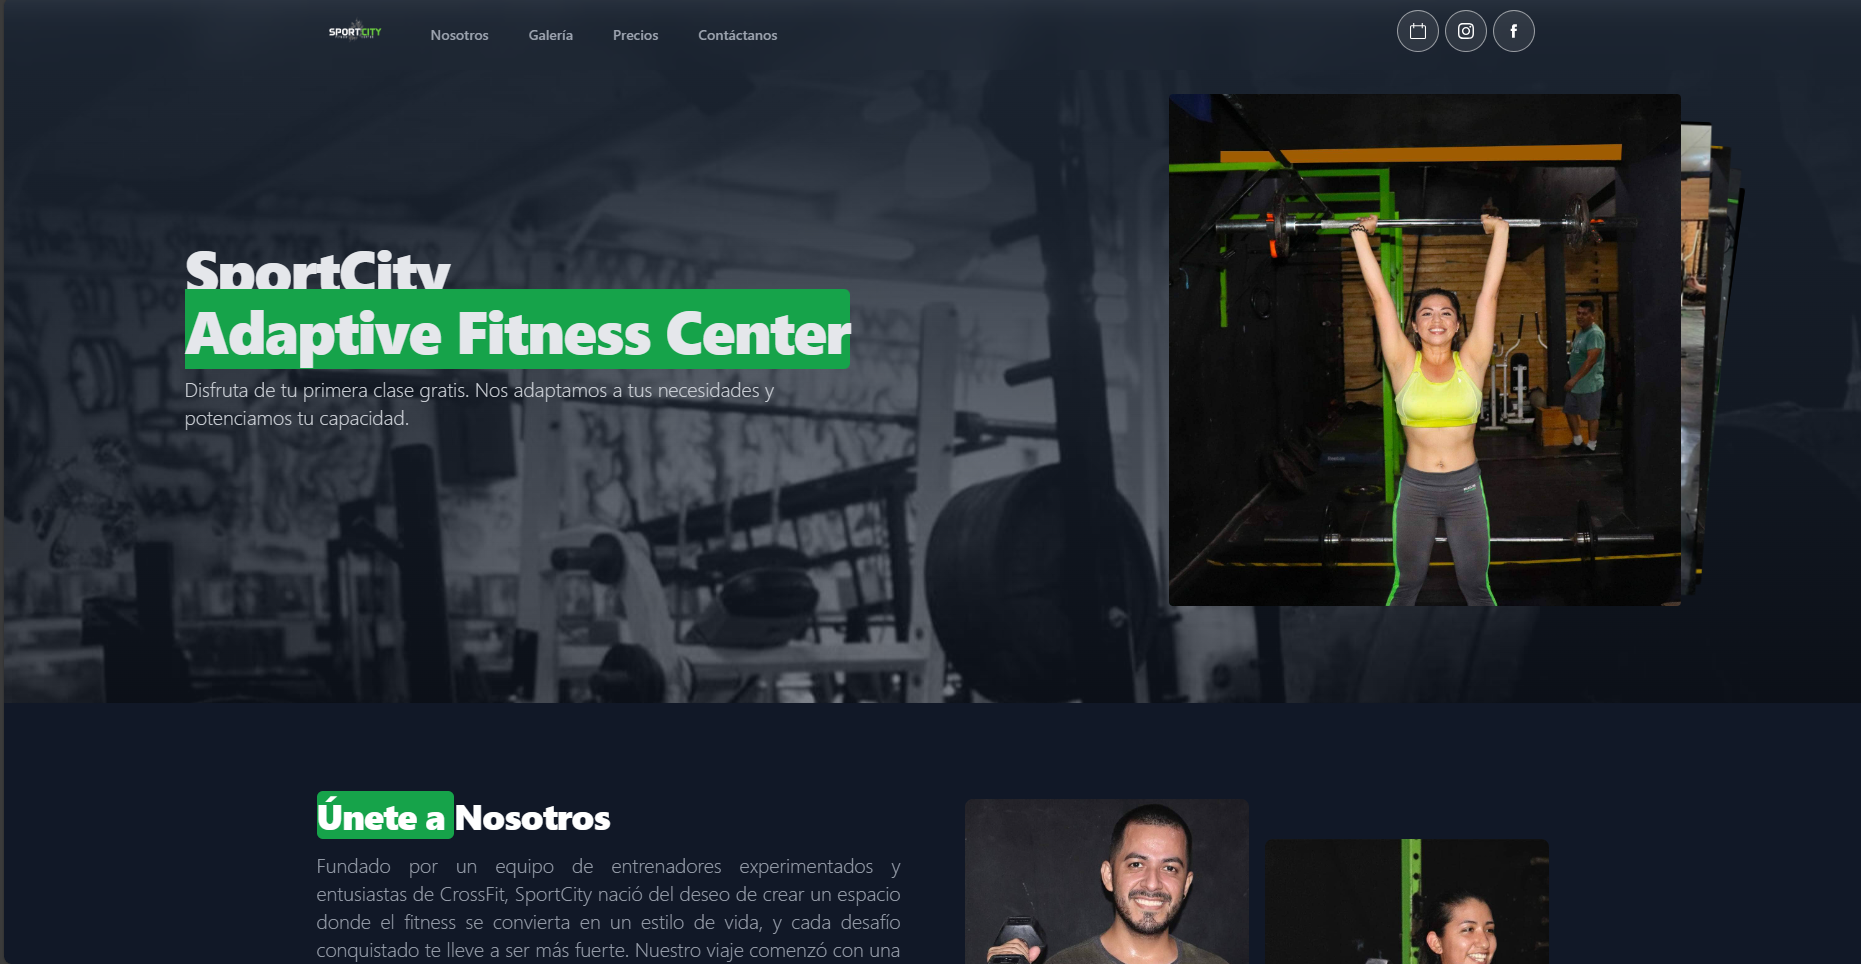 SPORTCITY
Nosotros
Galería
Precios
Contáctanos
SportCity
Adaptive Fitness Center
Disfruta de tu primera clase gratis. Nos adaptamos a tus necesidades y
potenciamos tu capacidad.
Únete a Nosotros
Fundado por un equipo de entrenadores experimentados y
entusiastas de CrossFit, SportCity nació del deseo de crear un espacio
donde el fitness se convierta en un estilo de vida, y cada desafío
conquistado te lleve a ser más fuerte. Nuestro viaje comenzó con una